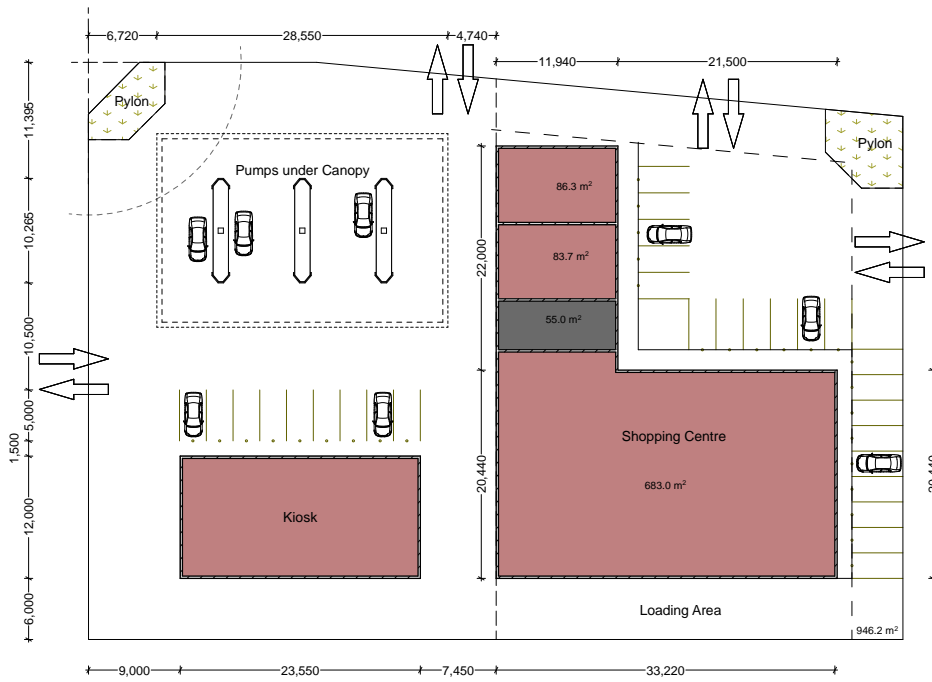 6,720
28,550
4,740
11,940
21,500
Pylon
Pylon
Pumps under Canopy
11,395
10,265
10,500
5,000
1,500
12,000
6,000
86.3 m²
83.7 m²
55.0 m²
22,000
20,440
Shopping Centre
683.0 m²
Kiosk
Loading Area
946.2 m²
9,000
23,550
7,450
33,220